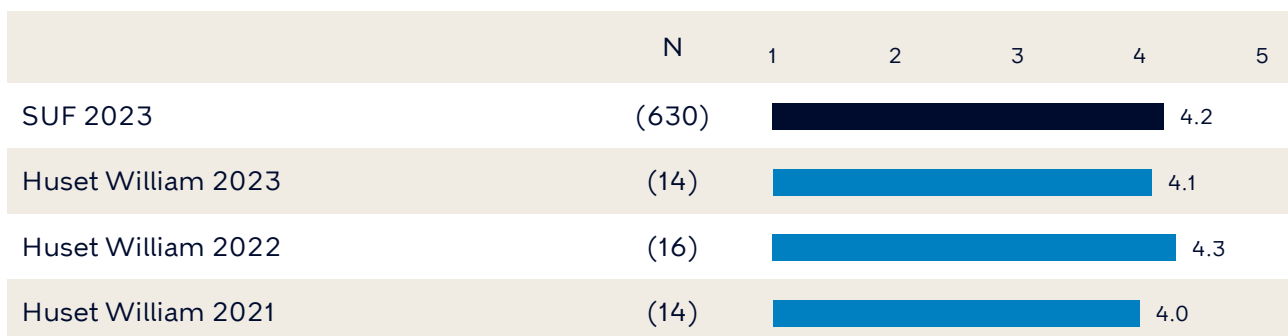 N 1 2 3 4 5
SUF 2023 (630) 4.2
Huset William 2023 (14) 4.1
Huset William 2022 (16) 4.3
Huset William 2021 (14) 4.0